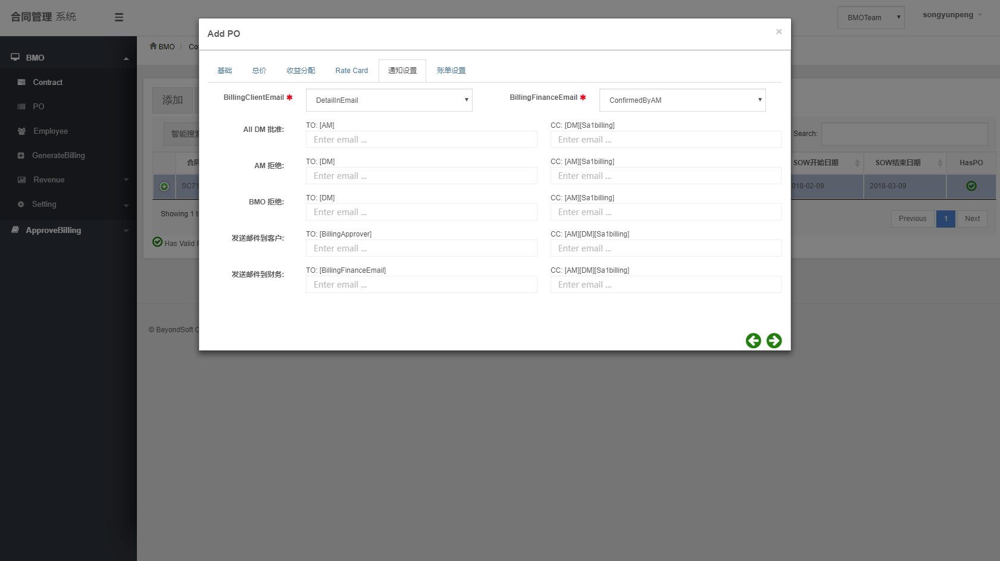 合同管理 系统
BMOTeam
songyunpeng
BMO
Contract
PO
Employee
GenerateBilling
Revenue
Setting
ApproveBilling
BMO /
添加
智能搜索
Search:
SOW开始日期 SOW结束日期 HasPO
018-02-09 2018-03-09
Showing 1
Previous 1 Next
Has Valid
© BeyondSoft
Add PO
×
基础 总价 收益分配 Rate Card 通知设置 账单设置
BillingClientEmail ✱ DetailInEmail BillingFinanceEmail ✱ ConfirmedByAM
All DM 批准: TO: [AM] CC: [DM][Sa1billing]
Enter email ... Enter email ...
AM 拒绝: TO: [DM] CC: [AM][Sa1billing]
Enter email ... Enter email ...
BMO 拒绝: TO: [DM] CC: [AM][Sa1billing]
Enter email ... Enter email ...
发送邮件到客户: TO: [BillingApprover] CC: [AM][DM][Sa1billing]
Enter email ... Enter email ...
发送邮件到财务: TO: [BillingFinanceEmail] CC: [AM][DM][Sa1billing]
Enter email ... Enter email ...